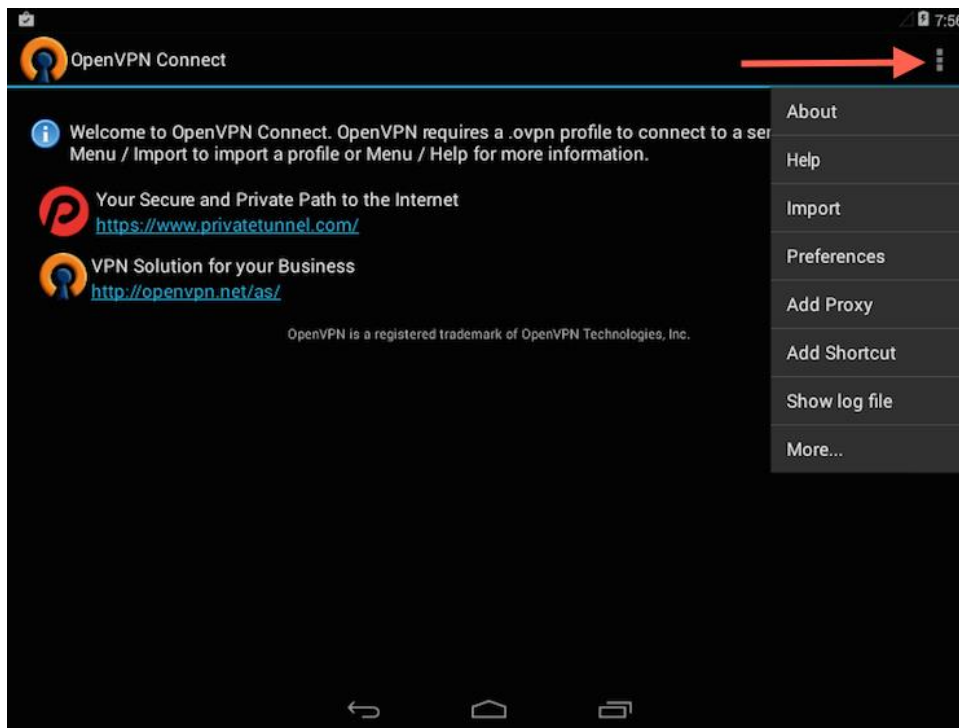 7:56
OpenVPN Connect
Welcome to OpenVPN Connect. OpenVPN requires a .ovpn profile to connect to a ser
Menu / Import to import a profile or Menu / Help for more information.
Your Secure and Private Path to the Internet
https://www.privatetunnel.com/
VPN Solution for your Business
http://openvpn.net/as/
OpenVPN is a registered trademark of OpenVPN Technologies, Inc.
About
Help
Import
Preferences
Add Proxy
Add Shortcut
Show log file
More...